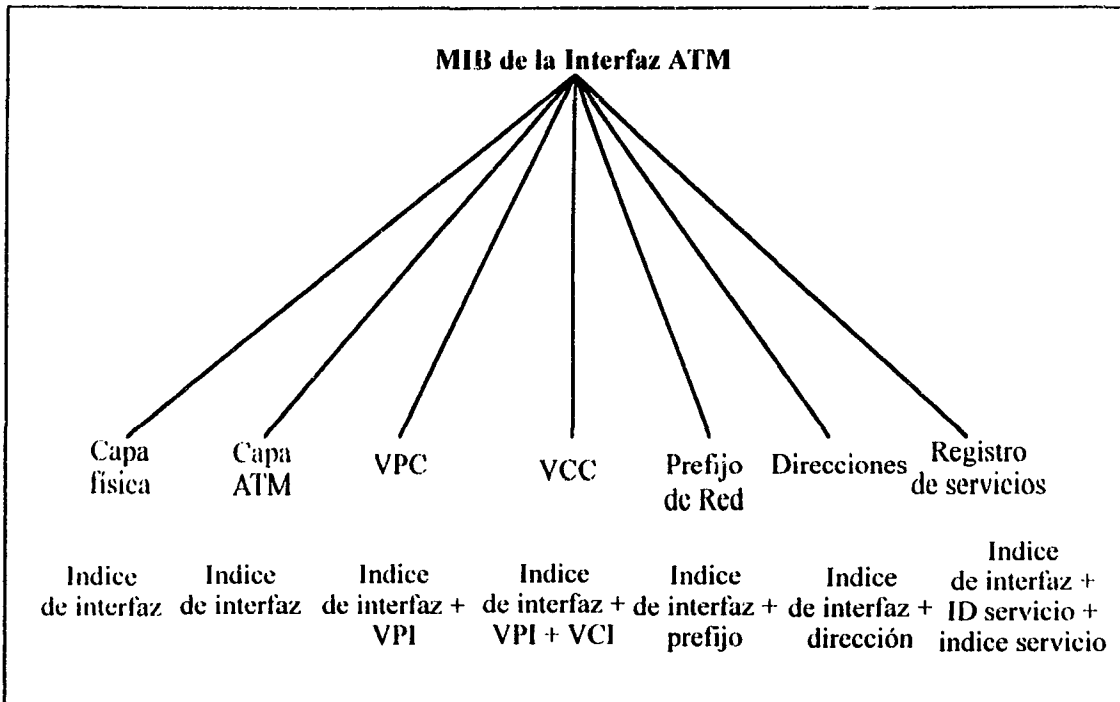 MIB de la Interfaz ATM
Capa
física
Capa
ATM
VPC
VCC
Prefijo
de Red
Direcciones
Registro
de servicios
Indice
de interfaz
Indice
de interfaz
Indice
de interfaz +
VPI
Indice
de interfaz +
VPI + VCI
Indice
de interfaz +
prefijo
Indice
de interfaz +
dirección
Indice
de interfaz +
ID servicio +
indice servicio